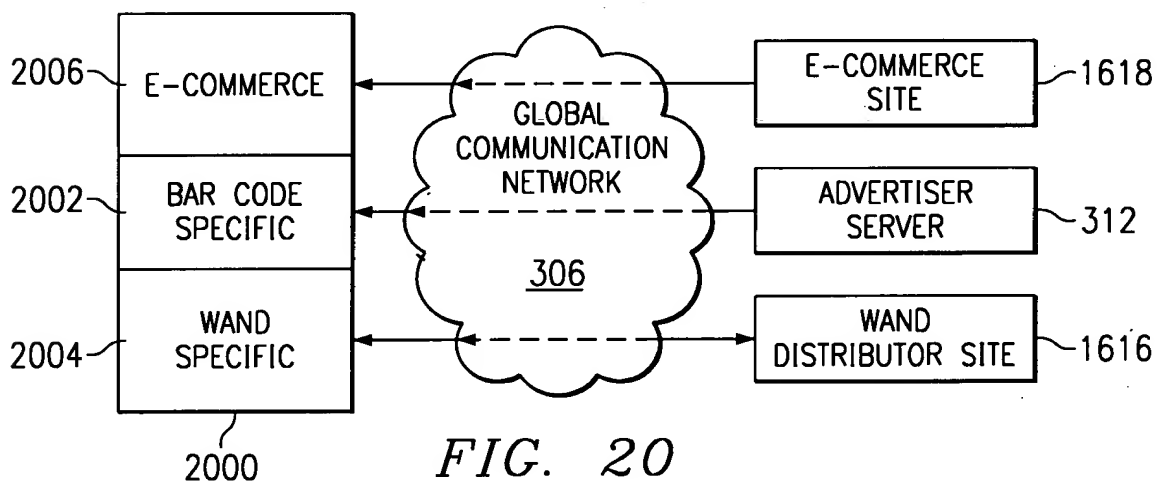 2006
E-COMMERCE
GLOBAL
COMMUNICATION
NETWORK
E-COMMERCE
SITE
1618
2002
BAR CODE
SPECIFIC
ADVERTISER
SERVER
312
306
2004
WAND
SPECIFIC
WAND
DISTRIBUTOR SITE
1616
2000
FIG. 20